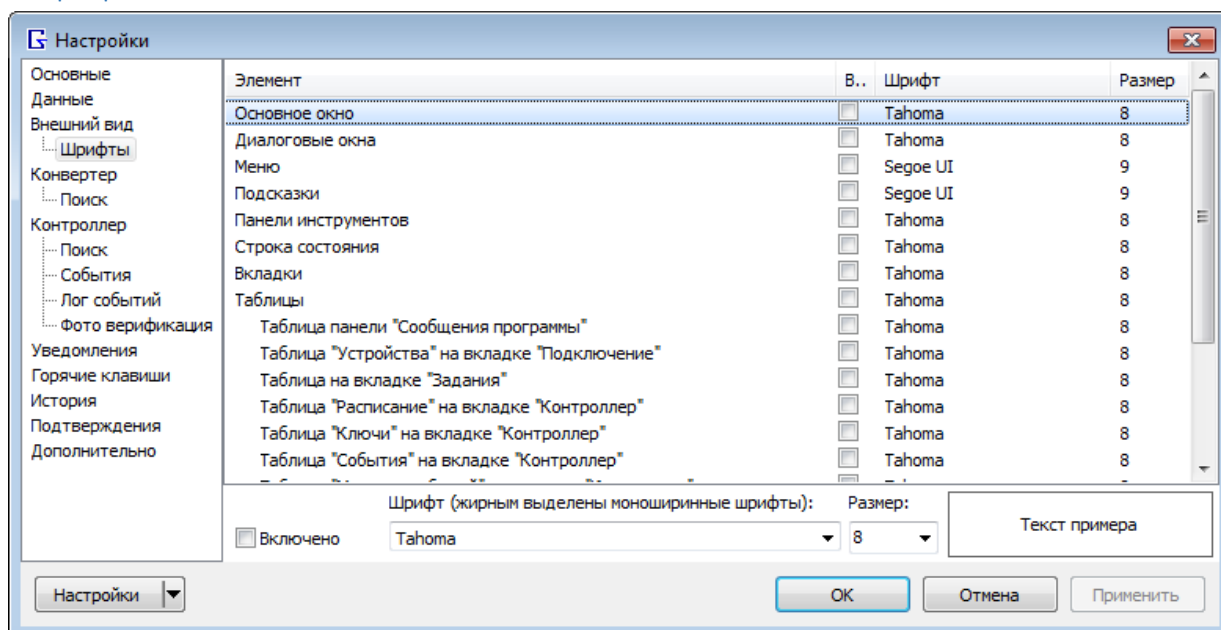 Настройки
Основные
Данные
Внешний вид
Шрифты
Конвертер
Поиск
Контроллер
Поиск
События
Лог событий
Фото верификация
Уведомления
Горячие клавиши
История
Подтверждения
Дополнительно
Элемент В.. Шрифт Размер
Основное окно Tahoma 8
Диалоговые окна Tahoma 8
Меню Segoe UI 9
Подсказки Segoe UI 9
Панели инструментов Tahoma 8
Строка состояния Tahoma 8
Вкладки Tahoma 8
Таблицы Tahoma 8
Таблица панели "Сообщения программы" Tahoma 8
Таблица "Устройства" на вкладке "Подключение" Tahoma 8
Таблица на вкладке "Задания" Tahoma 8
Таблица "Расписание" на вкладке "Контроллер" Tahoma 8
Таблица "Ключи" на вкладке "Контроллер" Tahoma 8
Таблица "События" на вкладке "Контроллер" Tahoma 8
Шрифт (жирным выделены моноширинные шрифты): Размер:
Включено Tahoma 8 Текст примера
Настройки OK Отмена Применить